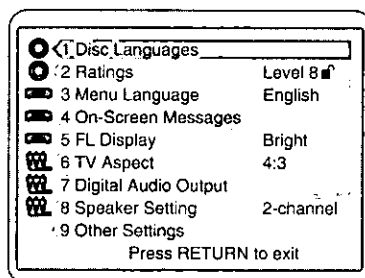 1 Disc Languages
2 Ratings Level 8
3 Menu Language English
4 On-Screen Messages
5 FL Display Bright
6 TV Aspect 4:3
7 Digital Audio Output
8 Speaker Setting 2-channel
9 Other Settings
Press RETURN to exit